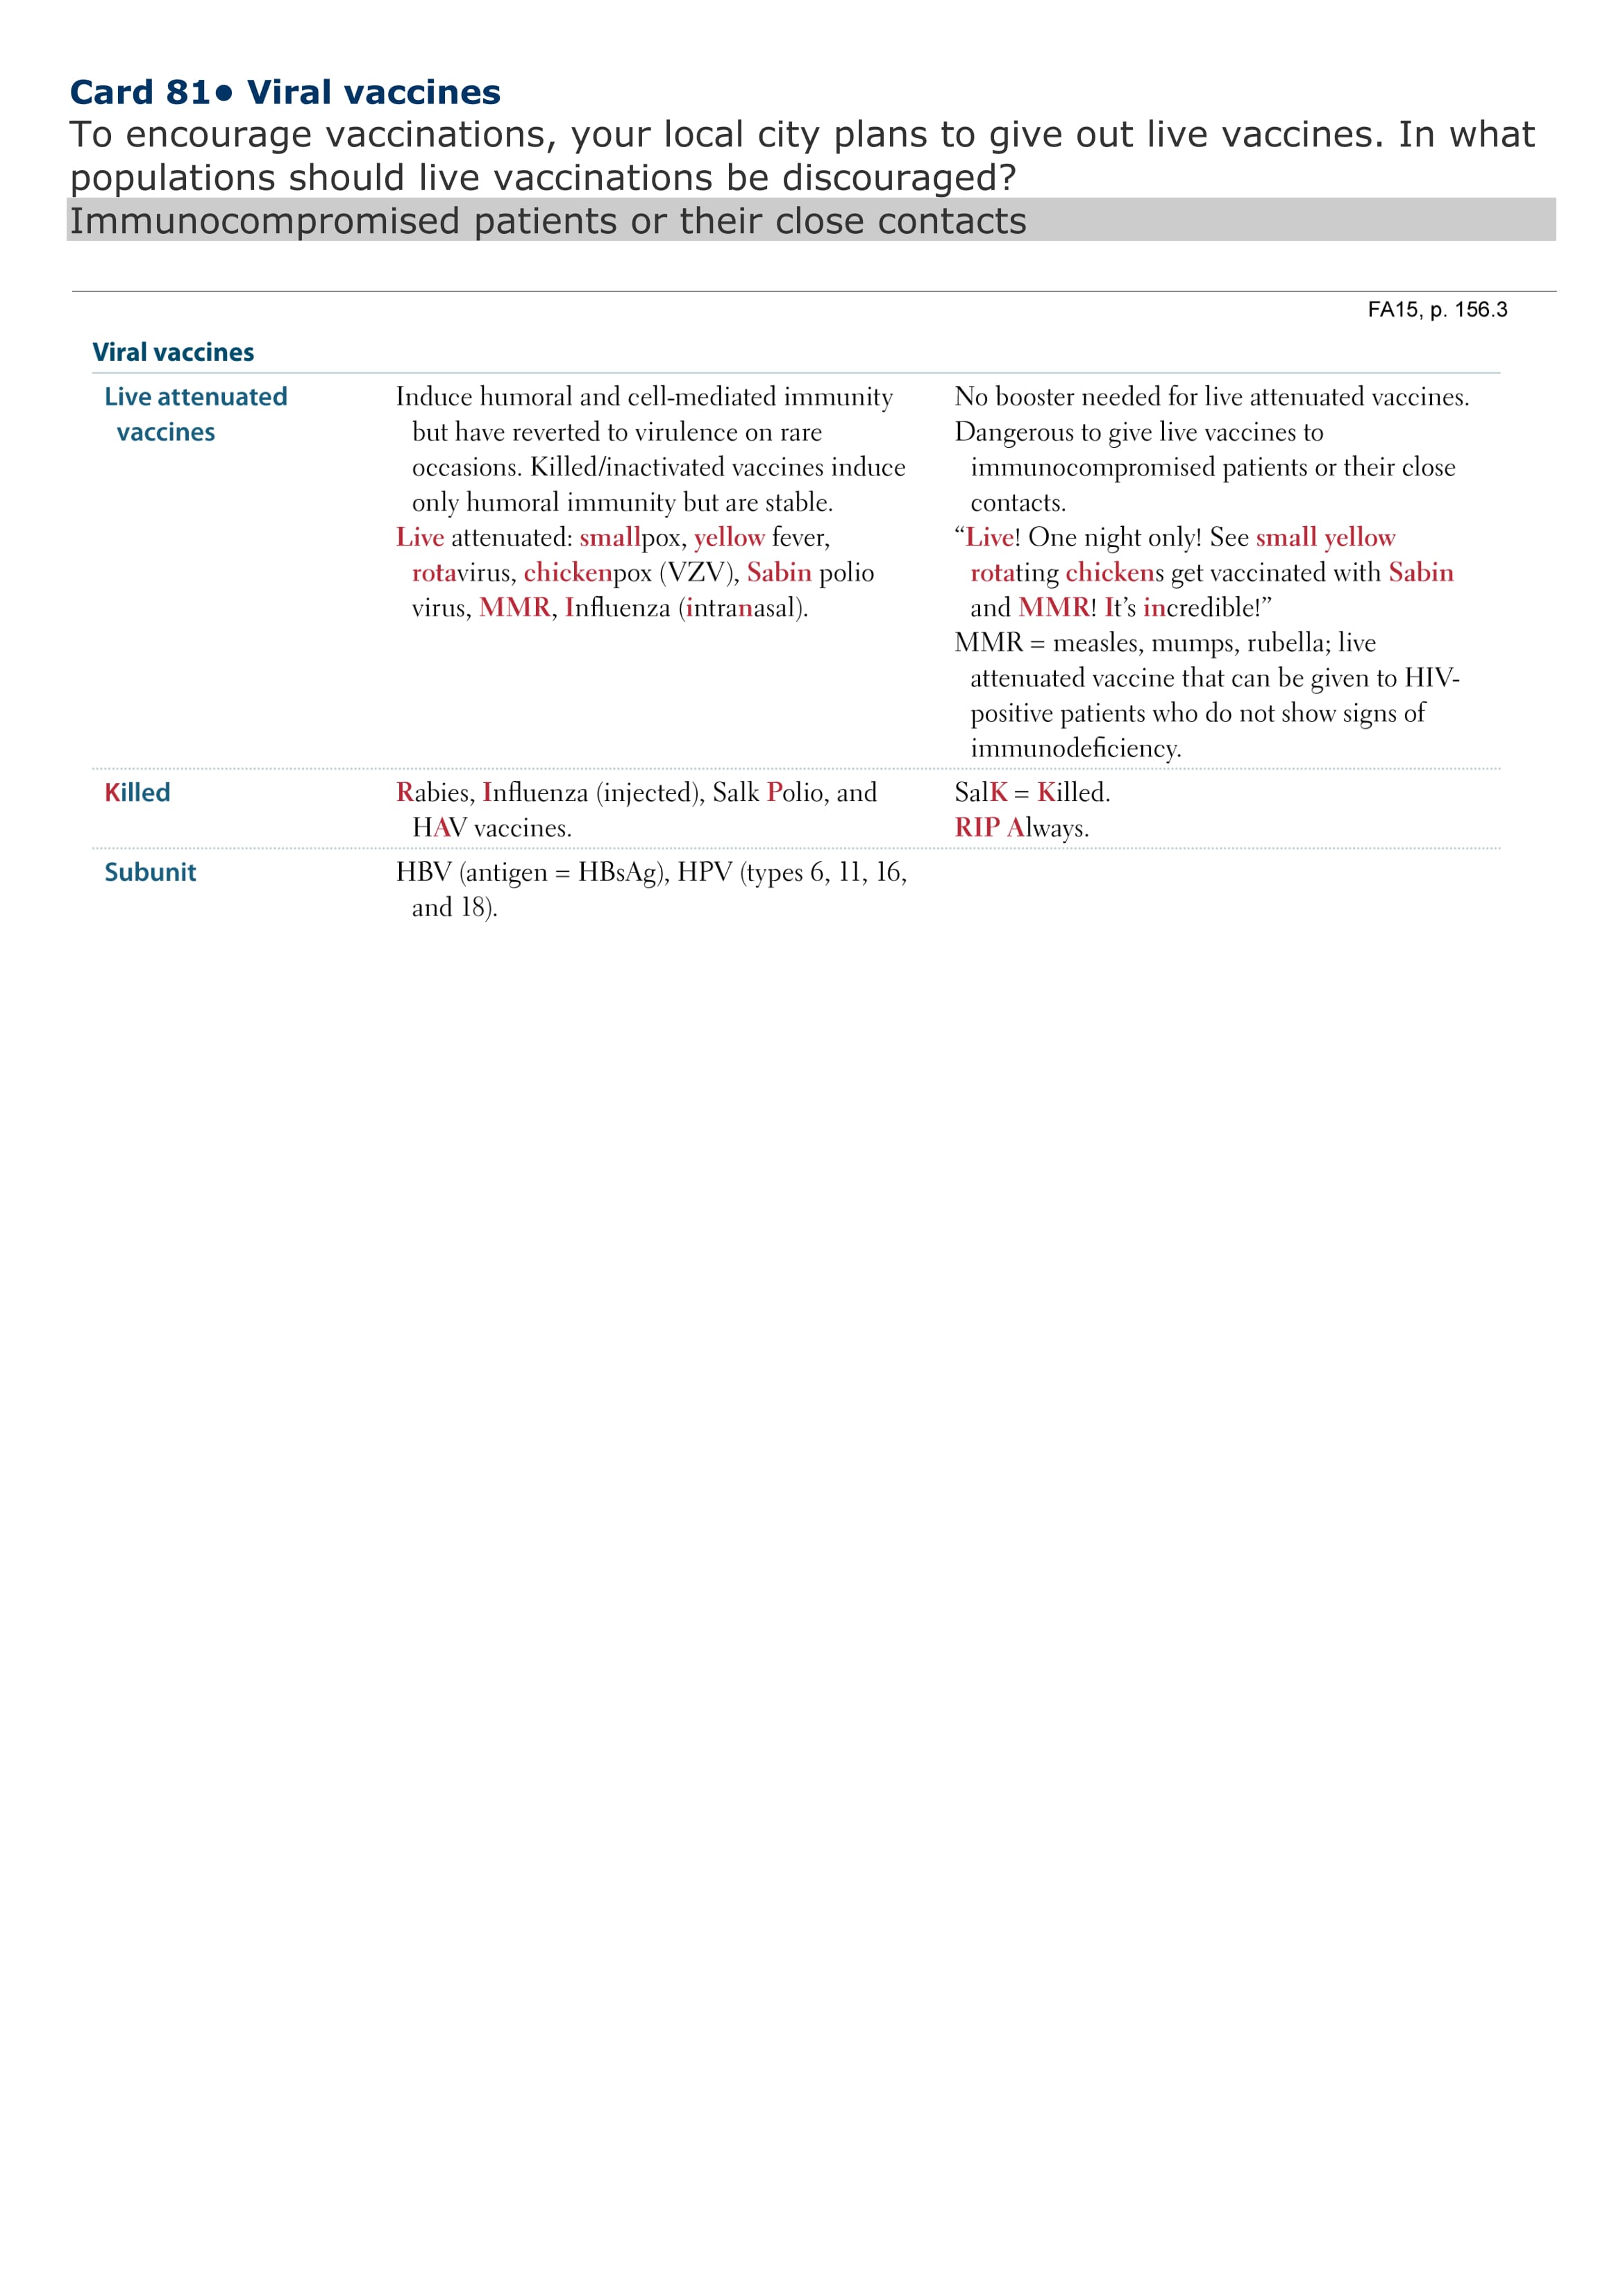 Card 81● Viral vaccines
To encourage vaccinations, your local city plans to give out live vaccines. In what
populations should live vaccinations be discouraged?
Immunocompromised patients or their close contacts
FA15, p. 156.3
Viral vaccines
Live attenuated
vaccines
Induce humoral and cell-mediated immunity
but have reverted to virulence on rare
occasions. Killed/inactivated vaccines induce
only humoral immunity but are stable.
Live attenuated: smallpox, yellow fever,
rotavirus, chickenpox (VZV), Sabin polio
virus, MMR, Influenza (intranasal).
No booster needed for live attenuated vaccines.
Dangerous to give live vaccines to
immunocompromised patients or their close
contacts.
“Live! One night only! See small yellow
rotating chickens get vaccinated with Sabin
and MMR! It’s incredible!”
MMR = measles, mumps, rubella; live
attenuated vaccine that can be given to HIV-
positive patients who do not show signs of
immunodeficiency.
Killed
Rabies, Influenza (injected), Salk Polio, and
HAV vaccines.
SalK = Killed.
RIP Always.
Subunit
HBV (antigen = HBsAg), HPV (types 6, 11, 16,
and 18).